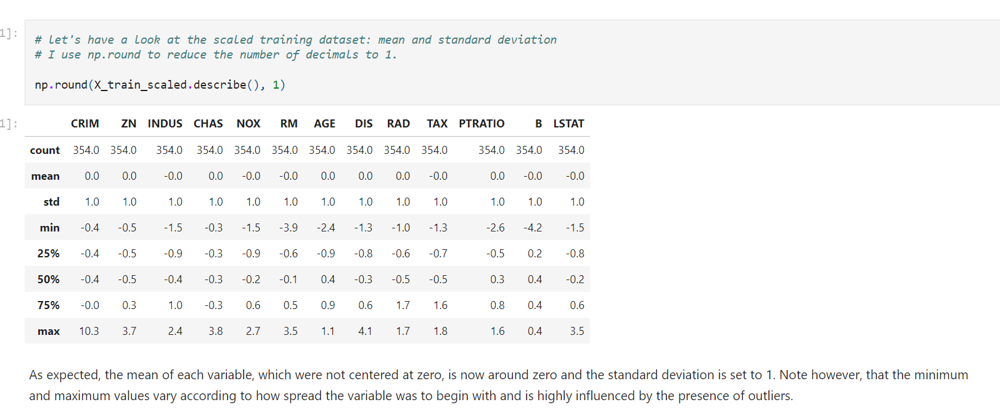 1]:
# let's have a look at the scaled training dataset: mean and standard deviation
# I use np.round to reduce the number of decimals to 1.
np.round(X_train_scaled.describe(), 1)
1]:
CRIM ZN INDUS CHAS NOX RM AGE DIS RAD TAX PTRATIO B LSTAT
count 354.0 354.0 354.0 354.0 354.0 354.0 354.0 354.0 354.0 354.0 354.0 354.0 354.0
mean 0.0 0.0 -0.0 0.0 -0.0 -0.0 0.0 0.0 0.0 -0.0 0.0 -0.0 -0.0
std 1.0 1.0 1.0 1.0 1.0 1.0 1.0 1.0 1.0 1.0 1.0 1.0 1.0
min -0.4 -0.5 -1.5 -0.3 -1.5 -3.9 -2.4 -1.3 -1.0 -1.3 -2.6 -4.2 -1.5
25% -0.4 -0.5 -0.9 -0.3 -0.9 -0.6 -0.9 -0.8 -0.6 -0.7 -0.5 0.2 -0.8
50% -0.4 -0.5 -0.4 -0.3 -0.2 -0.1 0.4 -0.3 -0.5 -0.5 0.3 0.4 -0.2
75% -0.0 0.3 1.0 -0.3 0.6 0.5 0.9 0.6 1.7 1.6 0.8 0.4 0.6
max 10.3 3.7 2.4 3.8 2.7 3.5 1.1 4.1 1.7 1.8 1.6 0.4 3.5
As expected, the mean of each variable, which were not centered at zero, is now around zero and the standard deviation is set to 1. Note however, that the minimum
and maximum values vary according to how spread the variable was to begin with and is highly influenced by the presence of outliers.